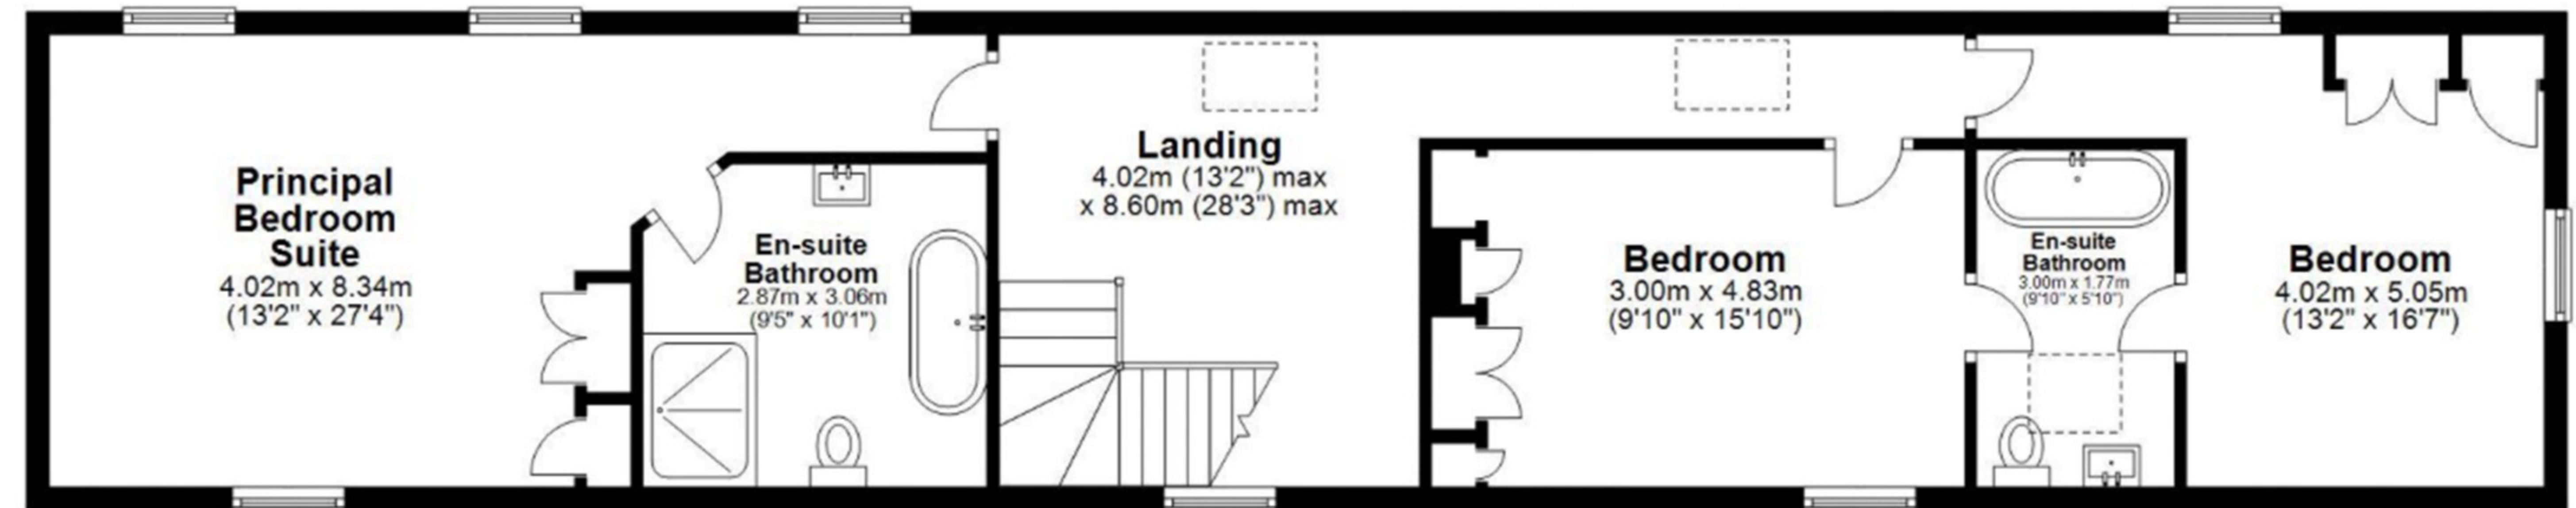 Principal
Bedroom
Suite
4.02m x 8.34m
(13'2" x 27'4")
En-suite
Bathroom
2.87m x 3.06m
(9'5" x 10'1")
Landing
4.02m (13'2") max
x 8.60m (28'3") max
Bedroom
3.00m x 4.83m
(9'10" x 15'10")
En-suite
Bathroom
3.00m x 1.77m
(9'10" x 5'10")
Bedroom
4.02m x 5.05m
(13'2" x 16'7")